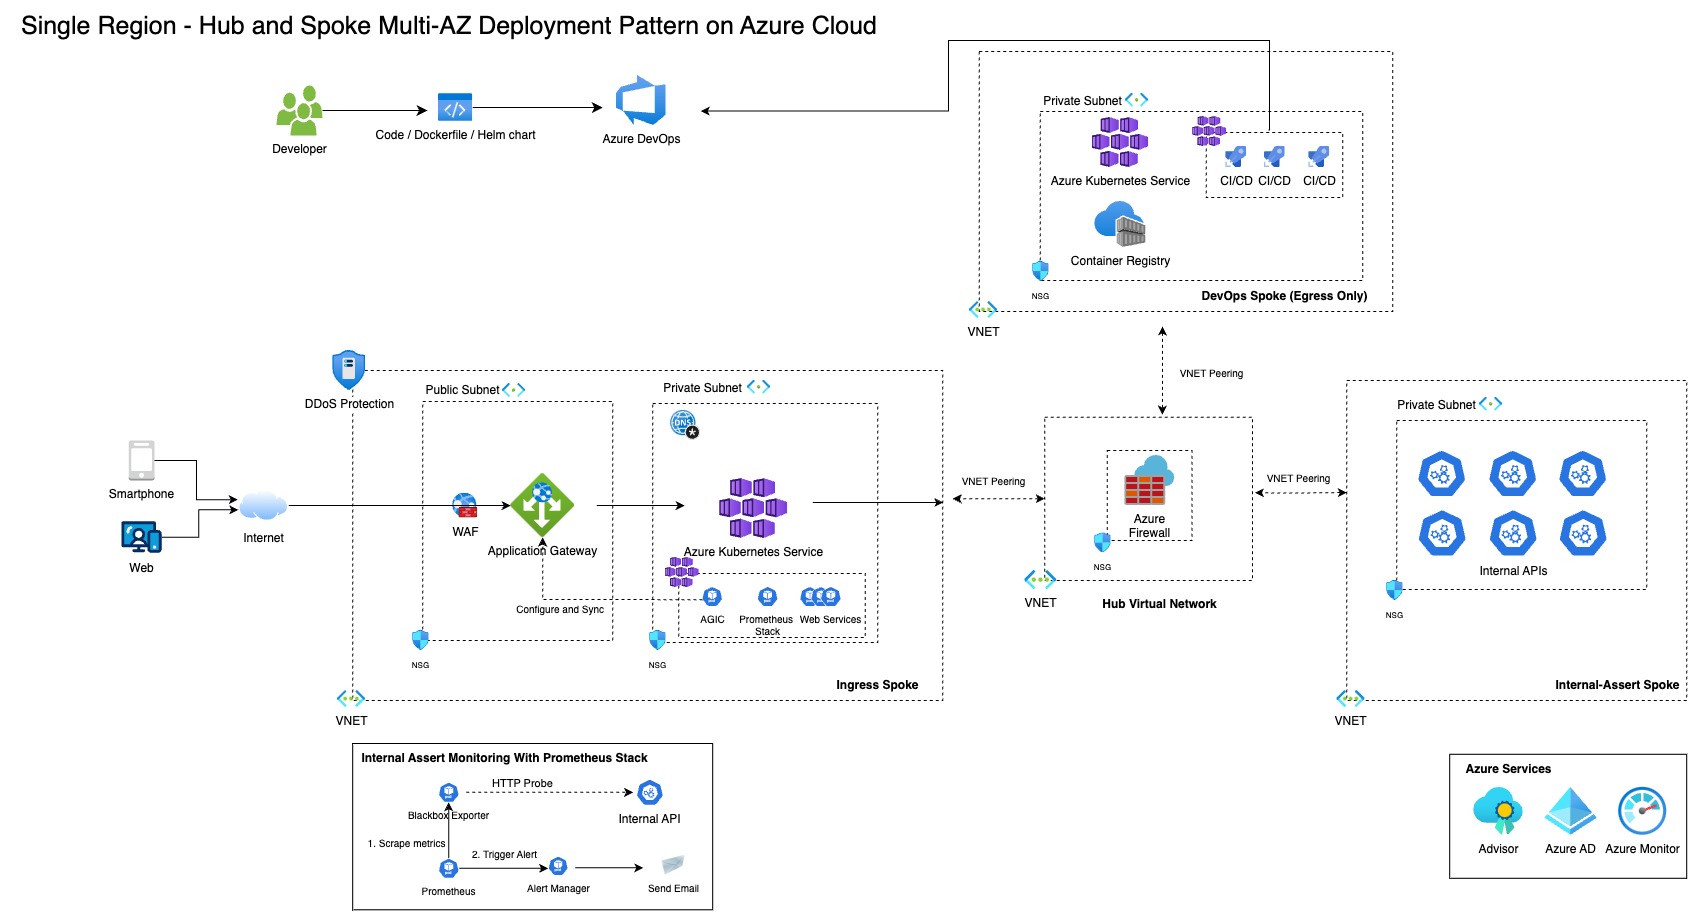 Single Region - Hub and Spoke Multi-AZ Deployment Pattern on Azure Cloud
Developer
Code / Dockerfile / Helm chart
Azure DevOps
Private Subnet
Azure Kubernetes Service
CI/CD CI/CD CI/CD
Container Registry
NSG
DevOps Spoke (Egress Only)
VNET
VNET Peering
DDoS Protection
Public Subnet
Private Subnet
DNS
Smartphone
Web
Internet
WAF
Application Gateway
Azure Kubernetes Service
Configure and Sync
AGIC
Prometheus
Stack
Web Services
NSG
NSG
Ingress Spoke
VNET
VNET Peering
Azure
Firewall
NSG
VNET
Hub Virtual Network
VNET Peering
Private Subnet
Internal APIs
NSG
Internal-Assert Spoke
VNET
Internal Assert Monitoring With Prometheus Stack
HTTP Probe
Blackbox Exporter
Internal API
1. Scrape metrics
2. Trigger Alert
Prometheus
Alert Manager
Send Email
Azure Services
Advisor
Azure AD
Azure Monitor